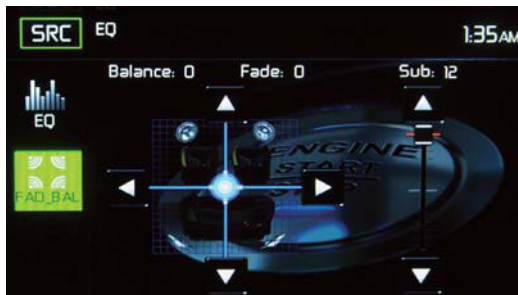 SRC EQ 1:35AM
Balance: 0 Fade: 0 Sub: 12
EQ
FAD_BAL
ENGINE
START